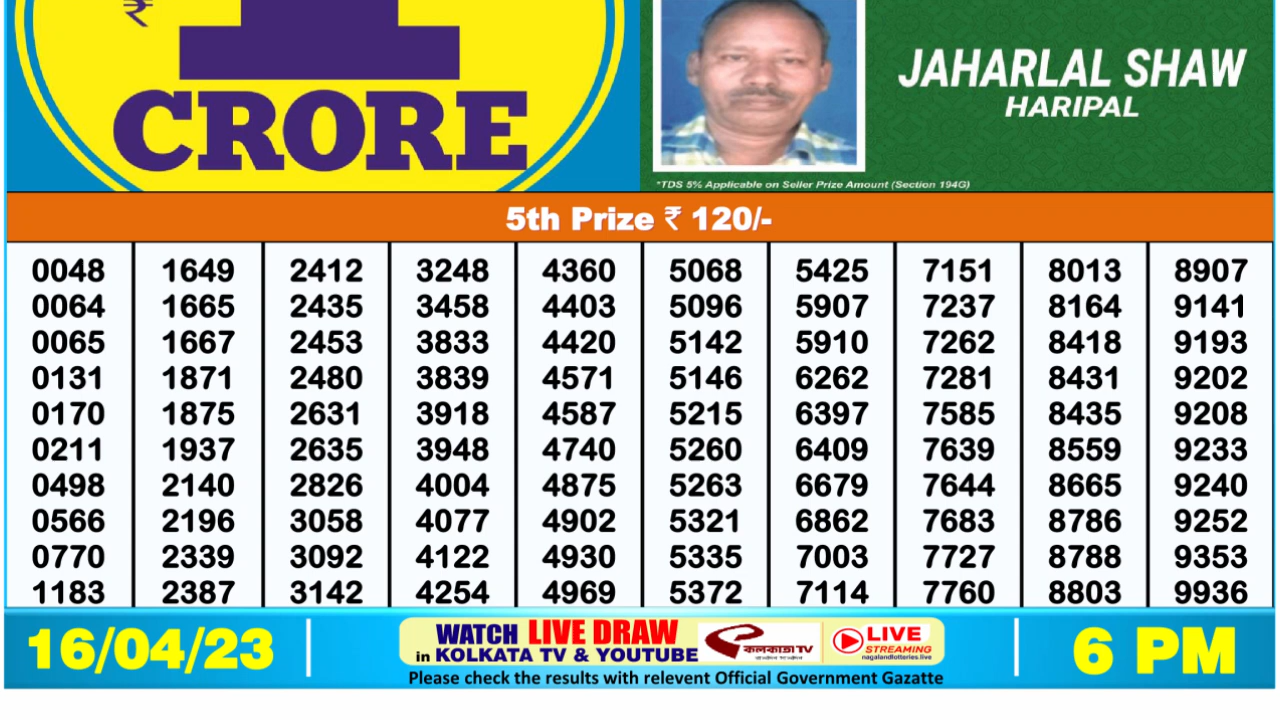 ₹
CRORE
JAHARLAL SHAW
HARIPAL
*TDS 5% Applicable on Seller Prize Amount (Section 194G)
5th Prize ₹ 120/-
0048 1649 2412 3248 4360 5068 5425 7151 8013 8907
0064 1665 2435 3458 4403 5096 5907 7237 8164 9141
0065 1667 2453 3833 4420 5142 5910 7262 8418 9193
0131 1871 2480 3839 4571 5146 6262 7281 8431 9202
0170 1875 2631 3918 4587 5215 6397 7585 8435 9208
0211 1937 2635 3948 4740 5260 6409 7639 8559 9233
0498 2140 2826 4004 4875 5263 6679 7644 8665 9240
0566 2196 3058 4077 4902 5321 6862 7683 8786 9252
0770 2339 3092 4122 4930 5335 7003 7727 8788 9353
1183 2387 3142 4254 4969 5372 7114 7760 8803 9936
16/04/23
WATCH LIVE DRAW
in KOLKATA TV & YOUTUBE
কলকাতা TV
LIVE
STREAMING
nagalandlotteries.live
Please check the results with relevent Official Government Gazatte
6 PM